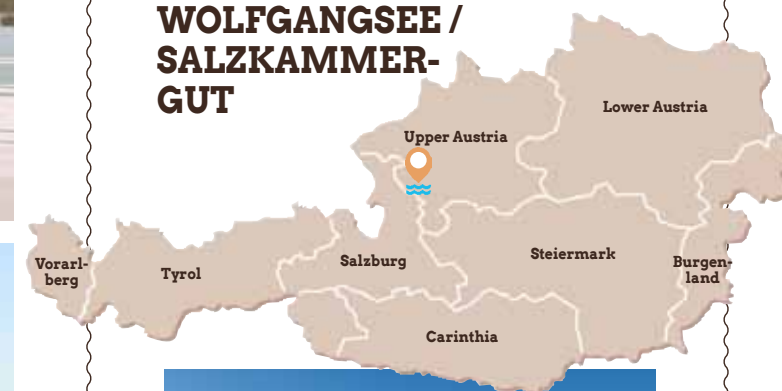 WOLFGANGSEE /
SALZKAMMER-
GUT
Lower Austria
Upper Austria
Steiermark
Salzburg
Vorarl-
berg
Tyrol
Burgen-
land
Carinthia